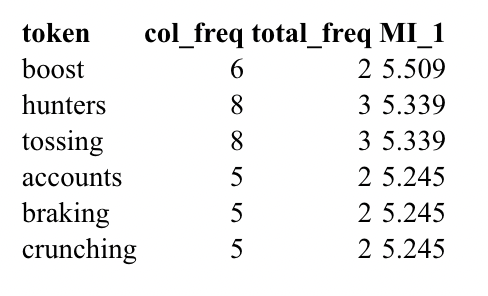 token col_freq total_freq MI_1
boost 6 2 5.509
hunters 8 3 5.339
tossing 8 3 5.339
accounts 5 2 5.245
braking 5 2 5.245
crunching 5 2 5.245